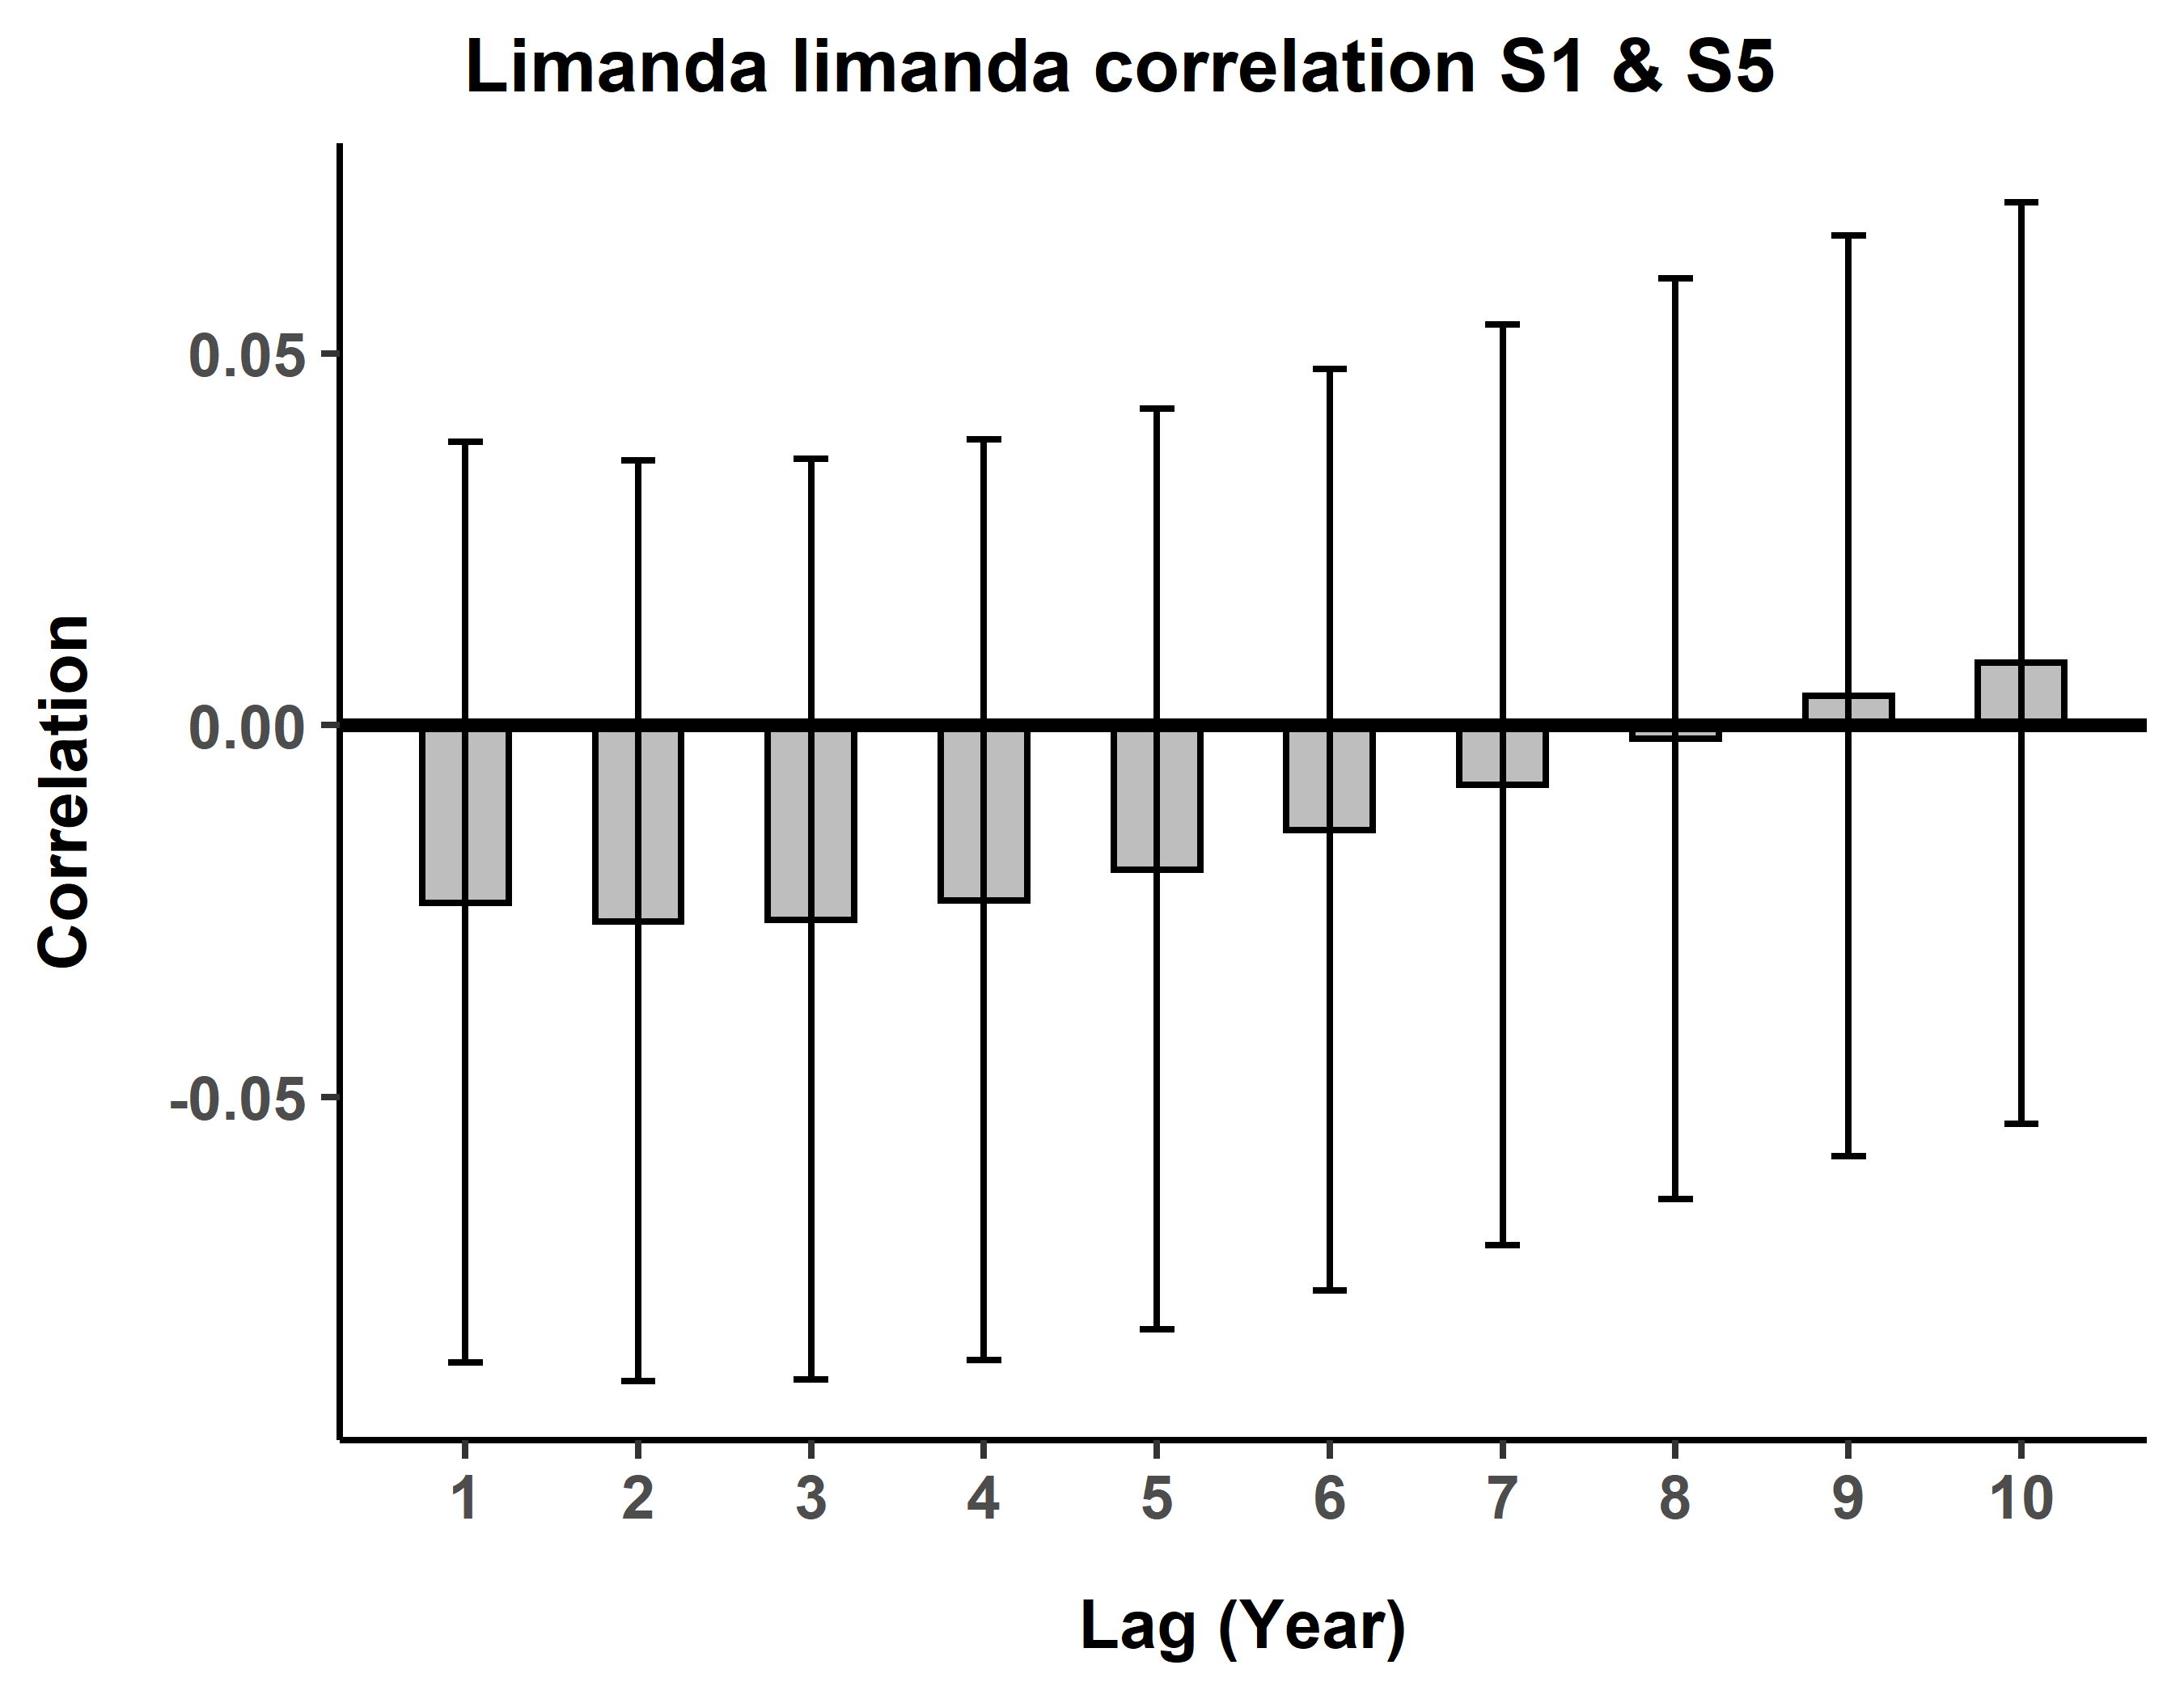 Limanda limanda correlation S1 & S5
Correlation
0.05
0.00
-0.05
1 2 3 4 5 6 7 8 9 10
Lag (Year)